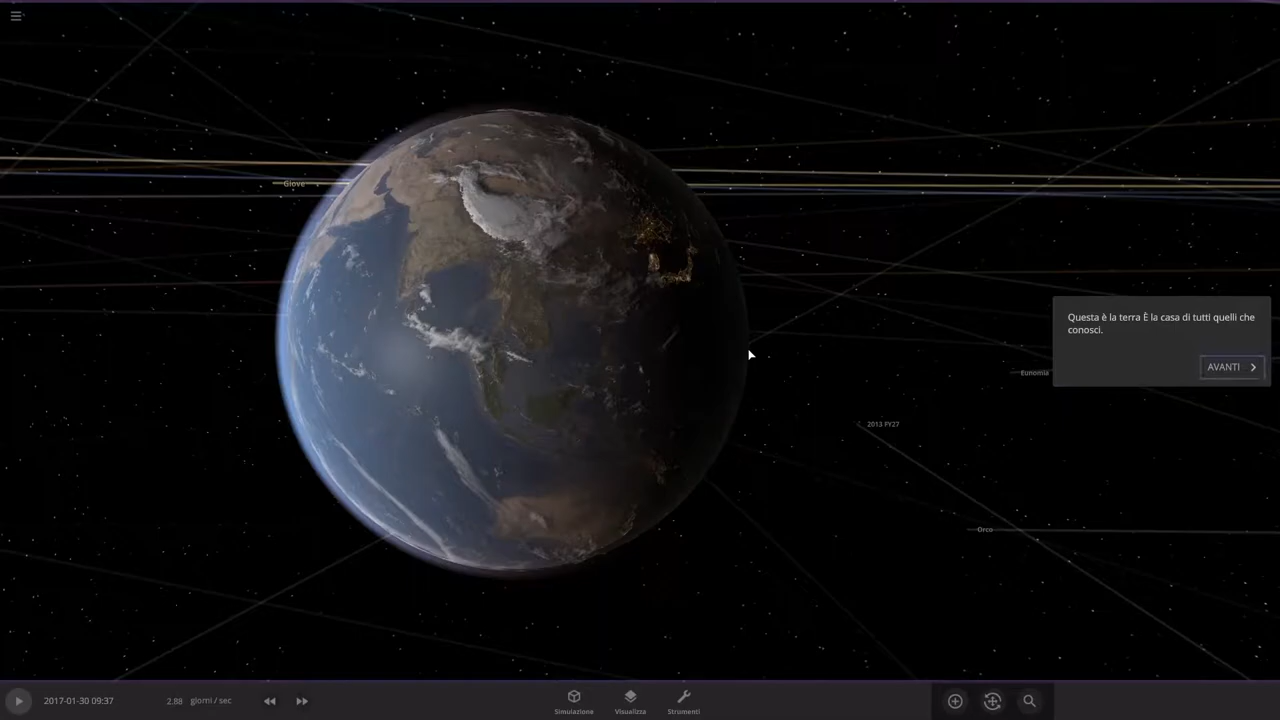 Giove
Questa è la terra È la casa di tutti quelli che
conosci.
AVANTI
Eunomia
2013 FY27
Orco
2017-01-30 09:37
2.88 giorni / sec
Simulazione
Visualizza
Strumenti